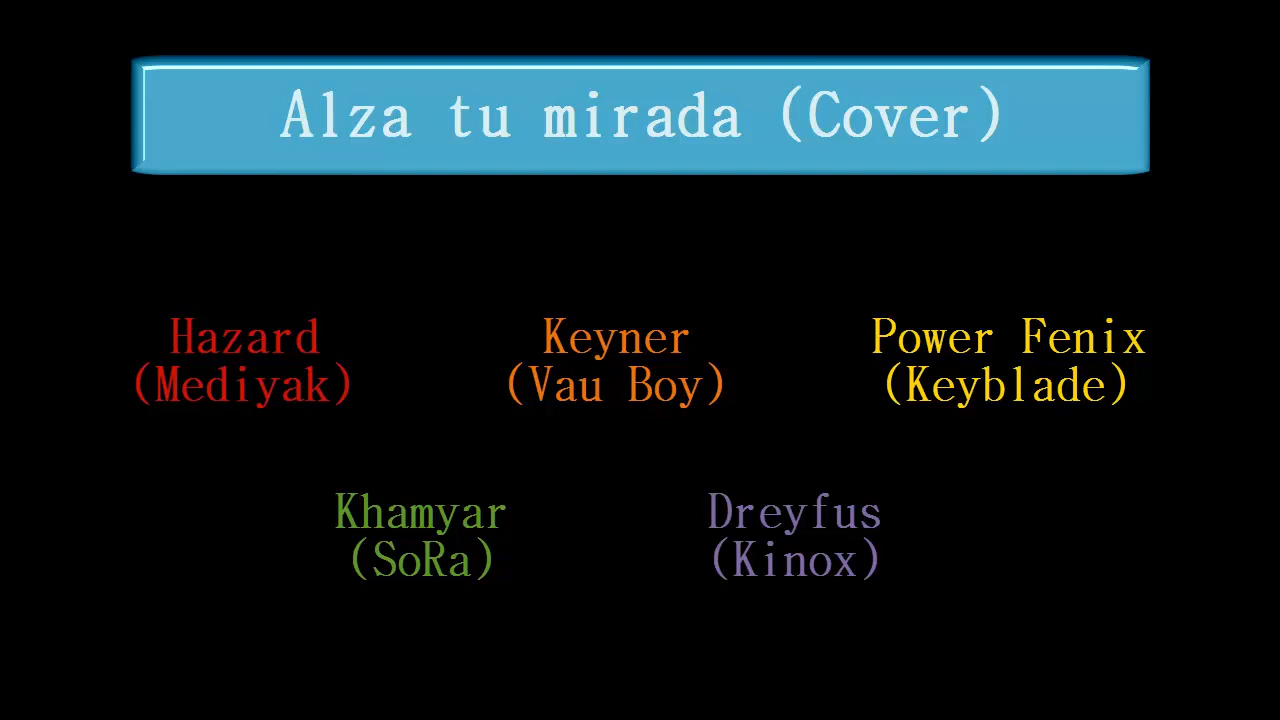 Alza tu mirada (Cover)
Hazard
(Mediyak)
Keyner
(Vau Boy)
Power Fenix
(Keyblade)
Khamyar
(SoRa)
Dreyfus
(Kinox)